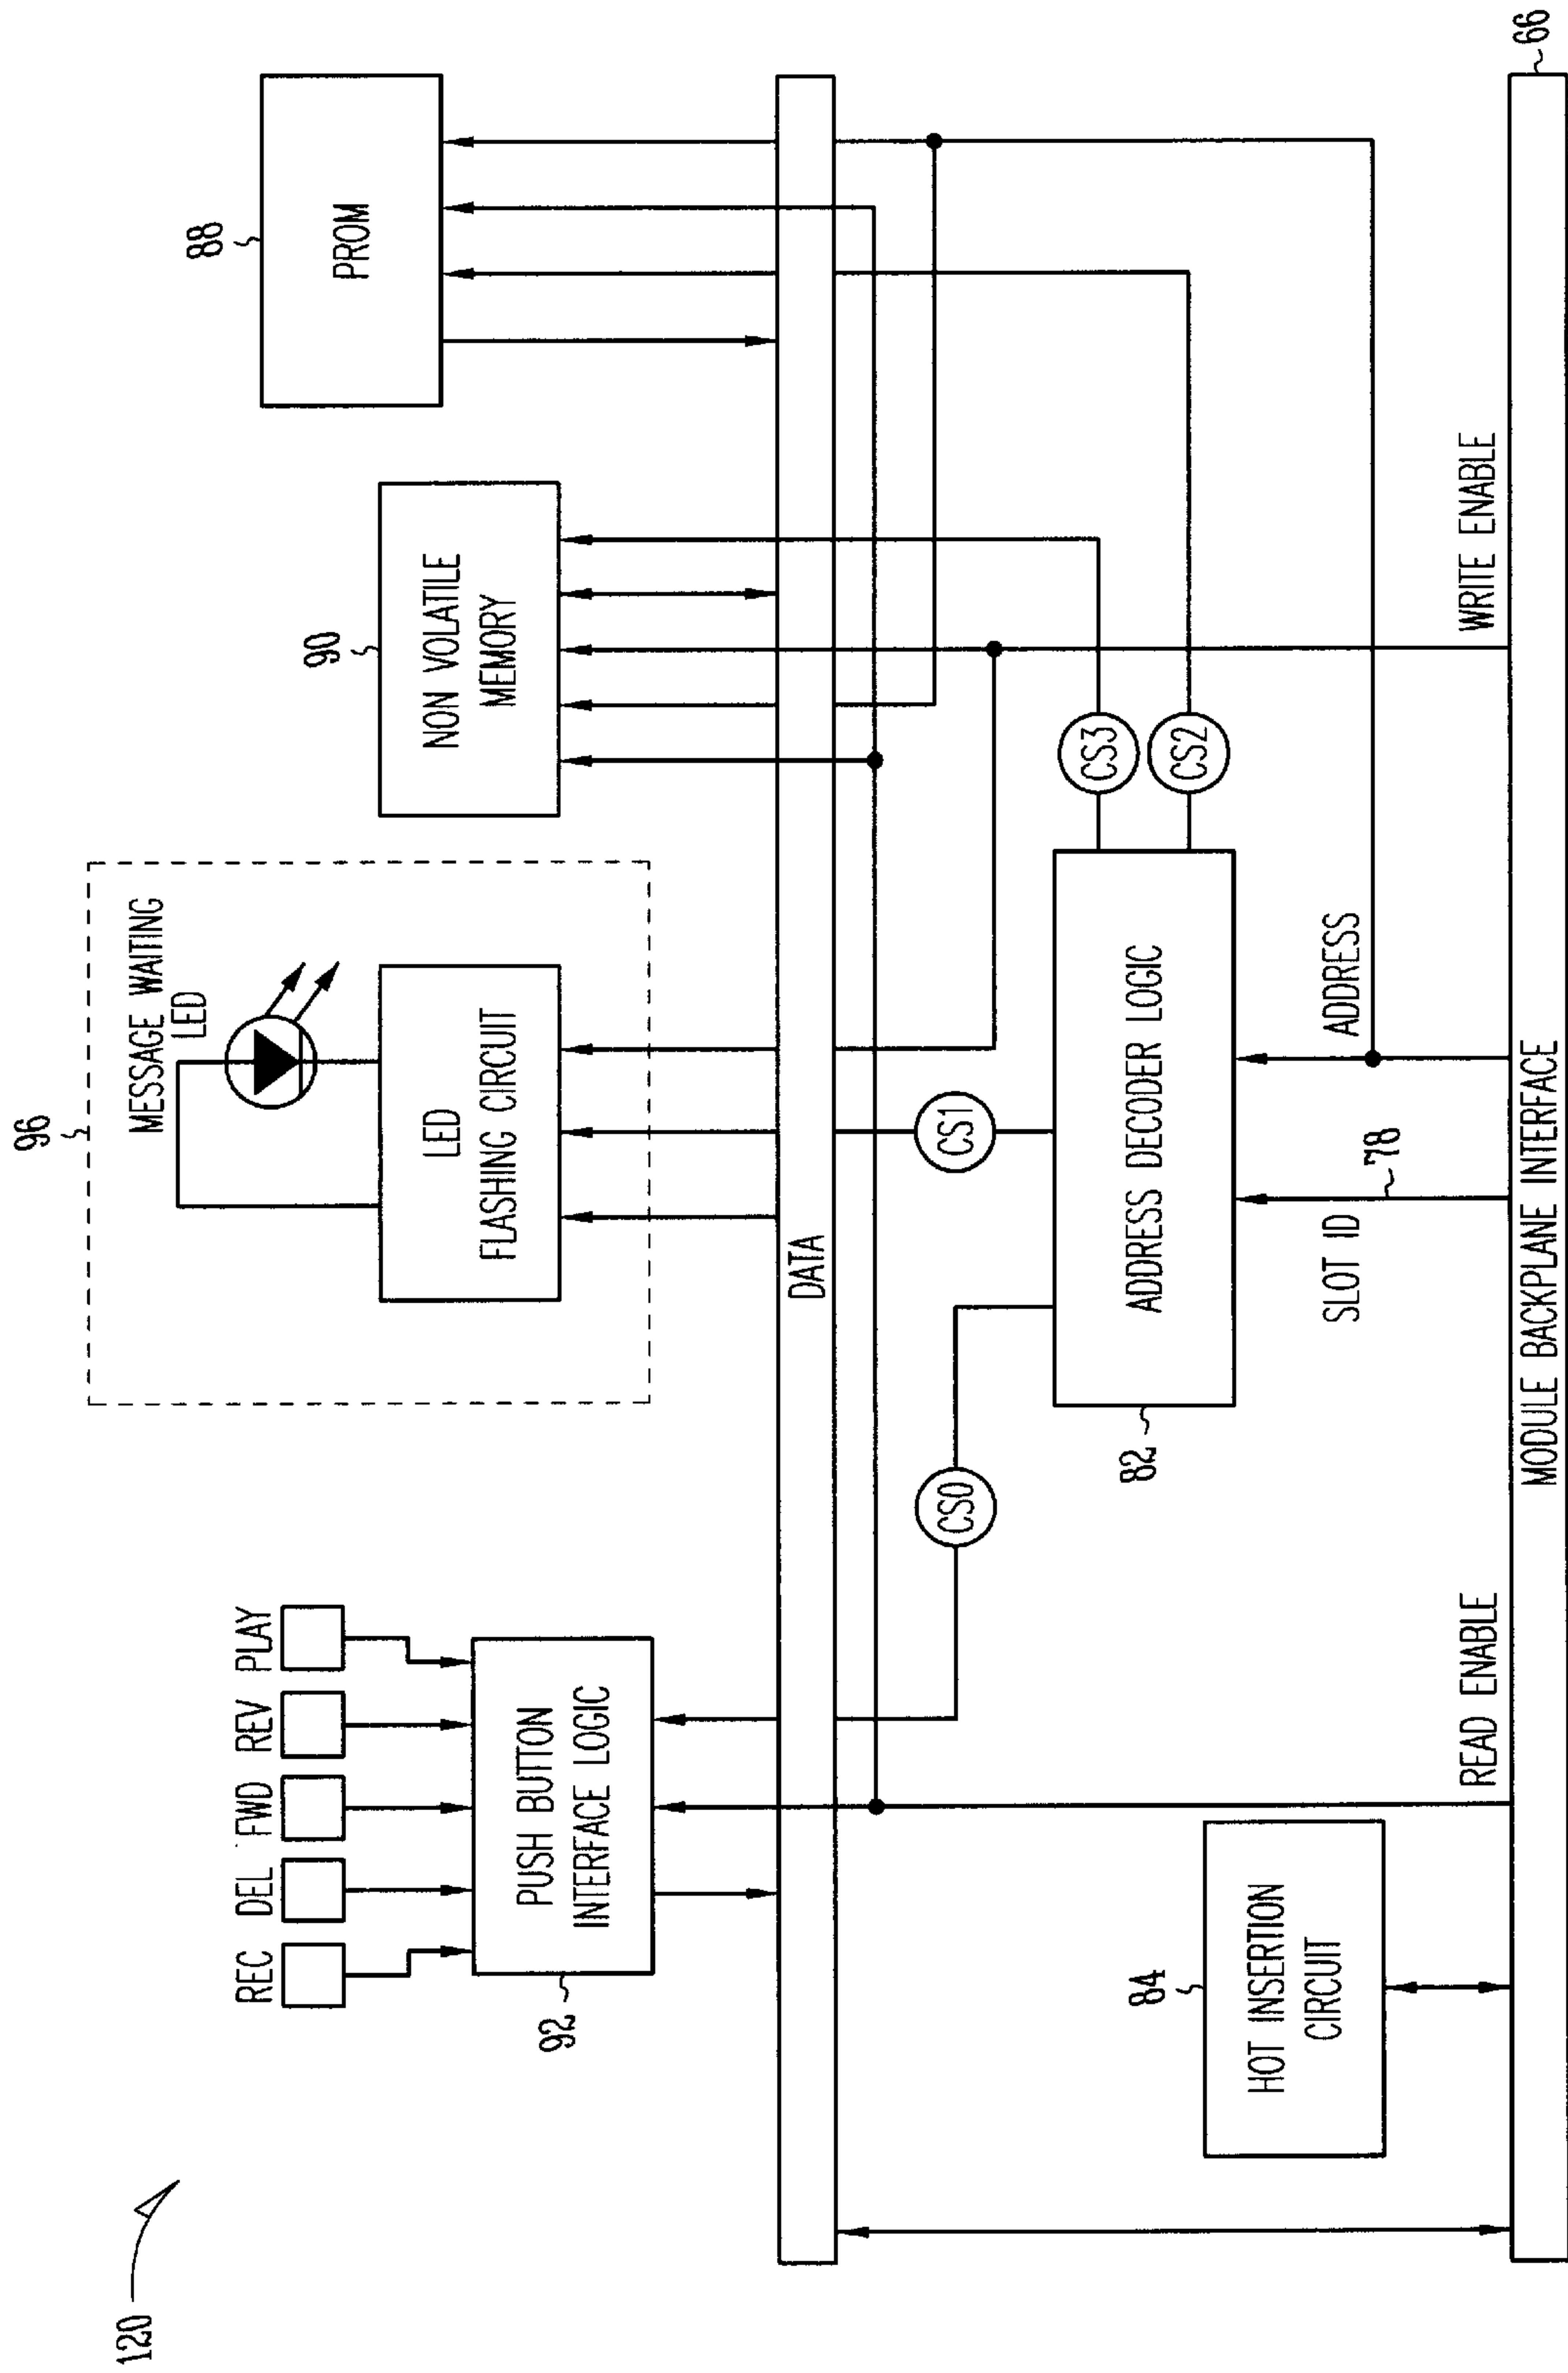 120
REC
DEL
FWD
REV
PLAY
PUSH BUTTON
INTERFACE LOGIC
92
96
MESSAGE WAITING
LED
LED
FLASHING CIRCUIT
90
NON VOLATILE
MEMORY
88
PROM
DATA
CS0
CS1
CS3
CS2
82
ADDRESS DECODER LOGIC
84
HOT INSERTION
CIRCUIT
READ ENABLE
SLOT ID
78
ADDRESS
WRITE ENABLE
MODULE BACKPLANE INTERFACE
66